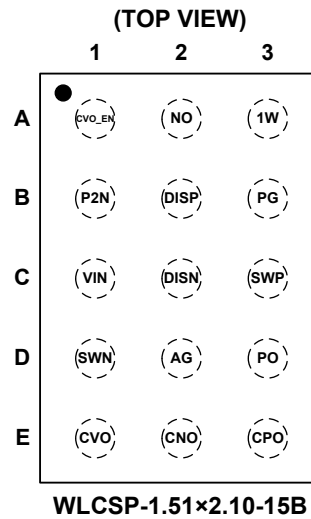 (TOP VIEW)
1 2 3
A CVO_EN NO 1W
B P2N DISP PG
C VIN DISN SWP
D SWN AG PO
E CVO CNO CPO
WLCSP-1.51×2.10-15B